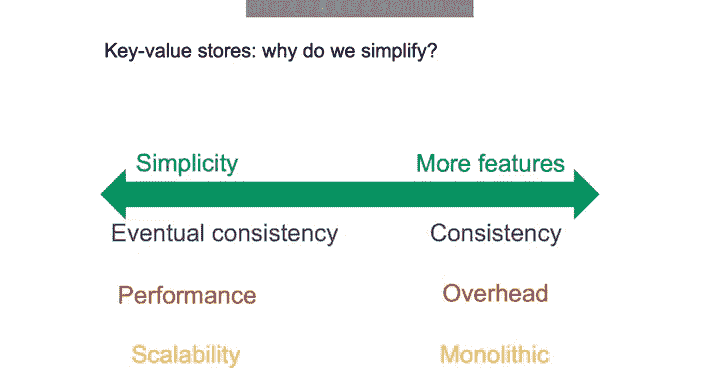 Key-value stores: why do we simplify?
Simplicity More features
Eventual consistency Consistency
Performance Overhead
Scalability Monolithic